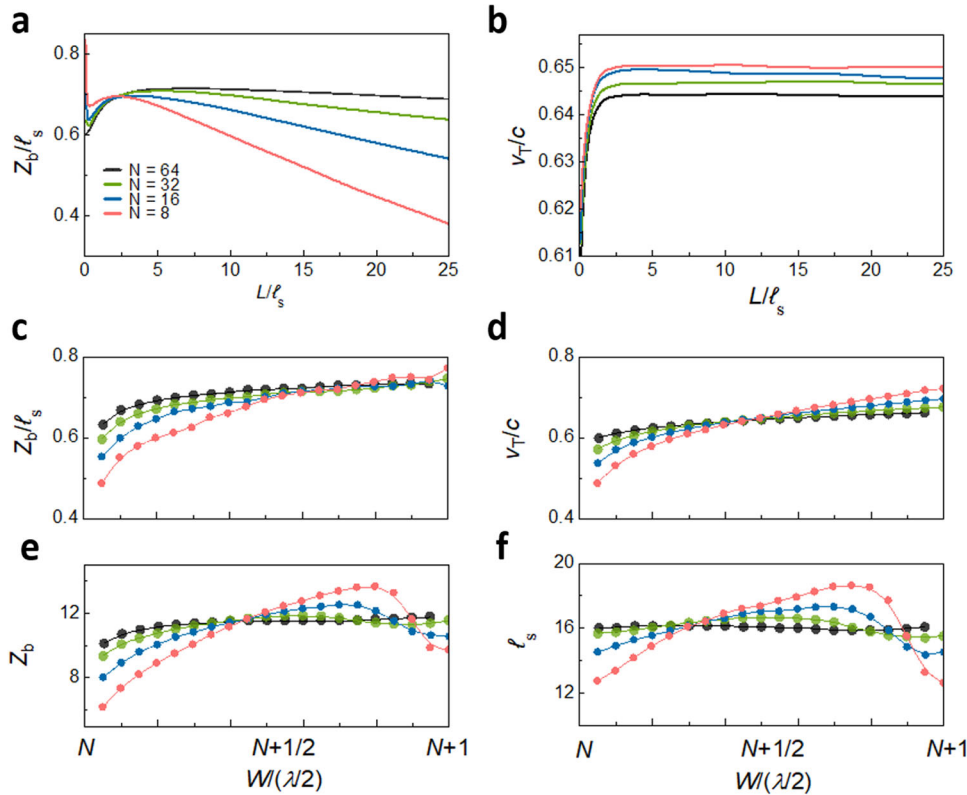 a
0.8
0.6
0.4
Z_b/ℓ_s
N = 64
N = 32
N = 16
N = 8
0 5 10 15 20 25
L/ℓ_s
b
0.65
0.64
0.63
0.62
0.61
v_T/c
0 5 10 15 20 25
L/ℓ_s
c
0.8
0.6
0.4
Z_b/ℓ_s
d
0.8
0.6
0.4
v_T/c
e
12
8
Z_b
N N+1/2 N+1
W/(λ/2)
f
20
16
12
ℓ_s
N N+1/2 N+1
W/(λ/2)